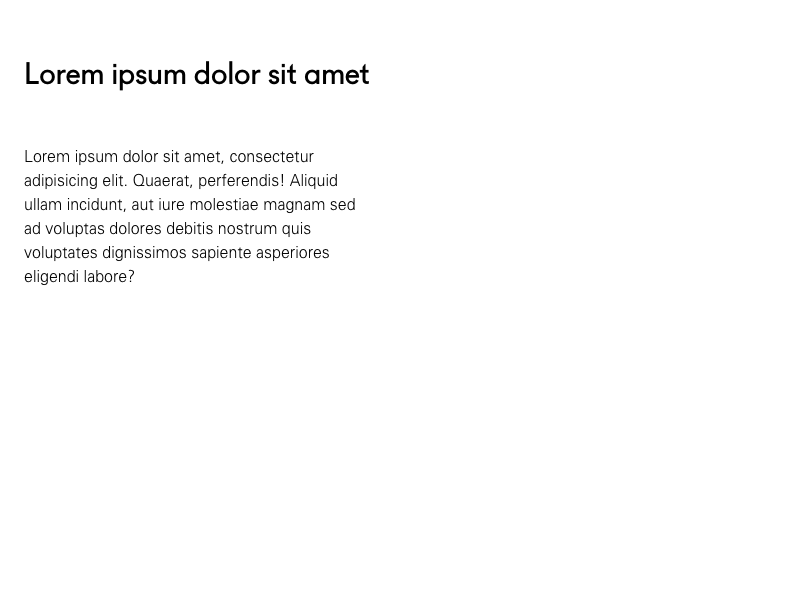 Lorem ipsum dolor sit amet
Lorem ipsum dolor sit amet, consectetur
adipisicing elit. Quaerat, perferendis! Aliquid
ullam incidunt, aut iure molestiae magnam sed
ad voluptas dolores debitis nostrum quis
voluptates dignissimos sapiente asperiores
eligendi labore?